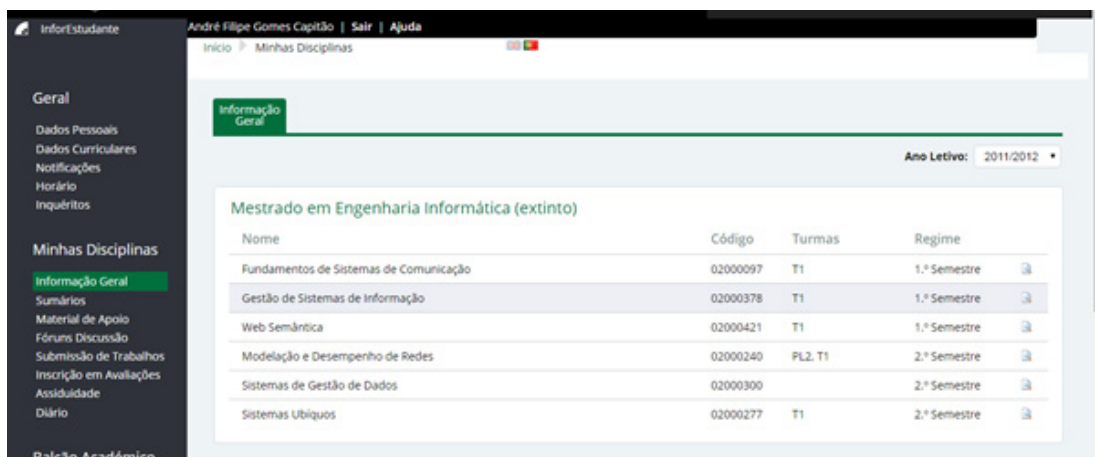 InforEstudante
André Filipe Gomes Capitão | Sair | Ajuda
Início Minhas Disciplinas
Geral
Dados Pessoais
Dados Curriculares
Notificações
Horário
Inquéritos
Minhas Disciplinas
Informação Geral
Sumários
Material de Apoio
Fóruns Discussão
Submissão de Trabalhos
Inscrição em Avaliações
Assiduidade
Diário
Balcão Académico
Informação
Geral
Ano Letivo: 2011/2012
Mestrado em Engenharia Informática (extinto)
Nome Código Turmas Regime
Fundamentos de Sistemas de Comunicação 02000097 T1 1.º Semestre
Gestão de Sistemas de Informação 02000378 T1 1.º Semestre
Web Semântica 02000421 T1 1.º Semestre
Modelação e Desempenho de Redes 02000240 PL2, T1 2.º Semestre
Sistemas de Gestão de Dados 02000300 2.º Semestre
Sistemas Ubíquos 02000277 T1 2.º Semestre